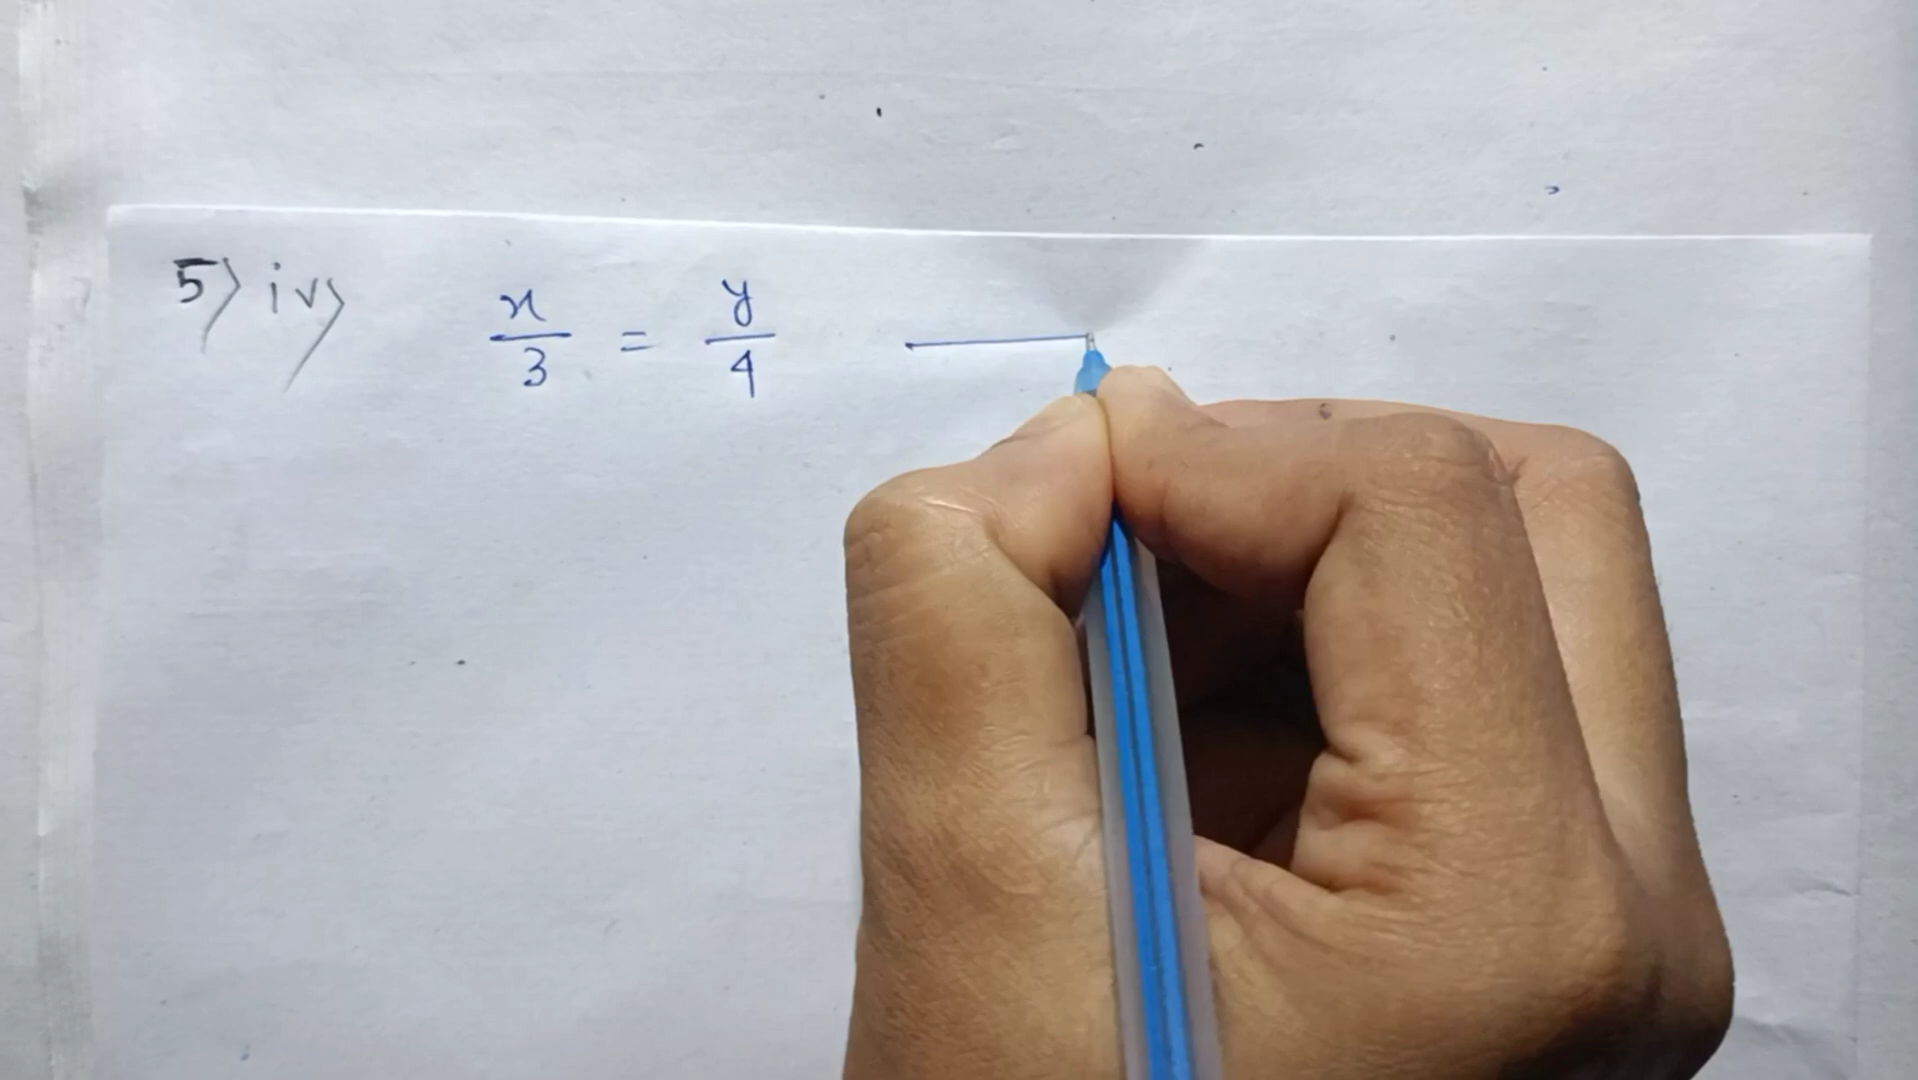 5) iv) x/3 = y/4 —